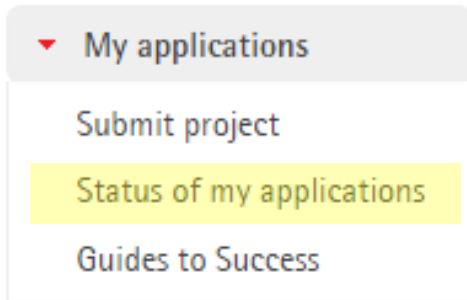 My applications
Submit project
Status of my applications
Guides to Success